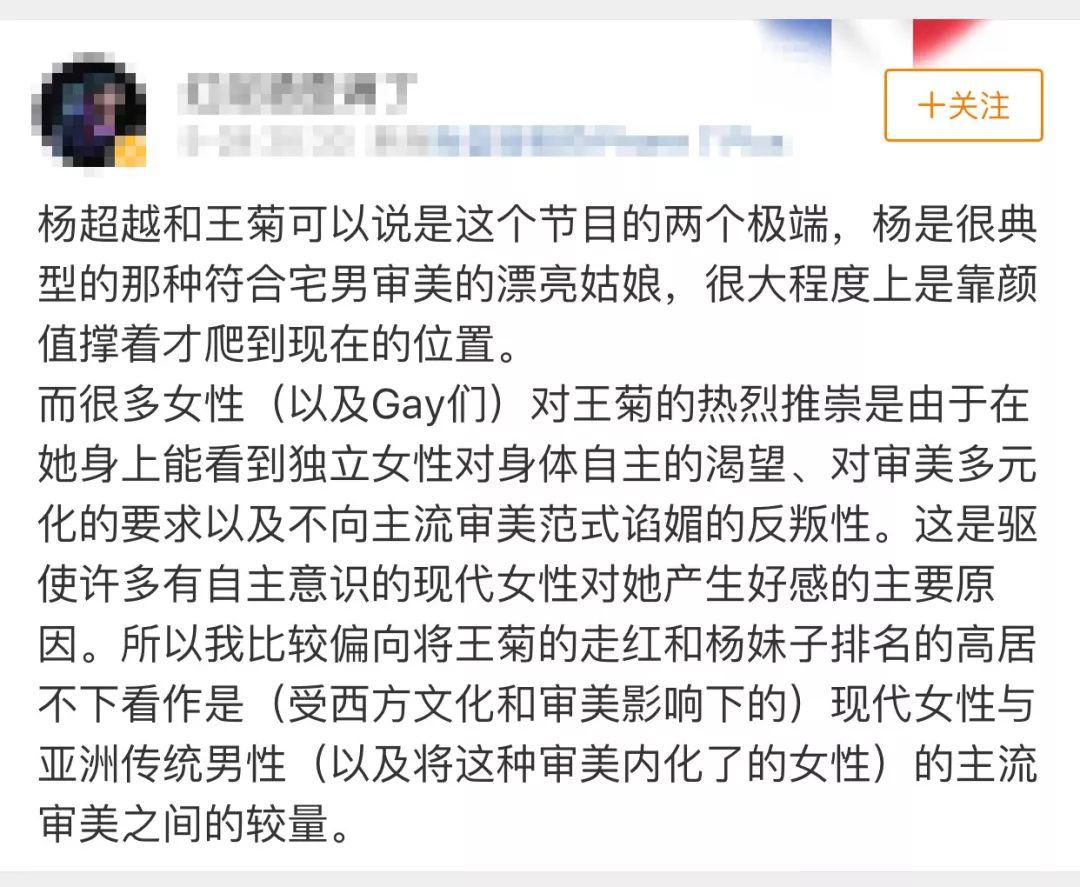 十关注
杨超越和王菊可以说是这个节目的两个极端，杨是很典
型的那种符合宅男审美的漂亮姑娘，很大程度上是靠颜
值撑着才爬到现在的位置。
而很多女性（以及Gay们）对王菊的热烈推崇是由于在
她身上能看到独立女性对身体自主的渴望、对审美多元
化的要求以及不向主流审美范式谄媚的反叛性。这是驱
使许多有自主意识的现代女性对她产生好感的主要原
因。所以我比较偏向将王菊的走红和杨妹子排名的高居
不下看作是（受西方文化和审美影响下的）现代女性与
亚洲传统男性（以及将这种审美内化了的女性）的主流
审美之间的较量。